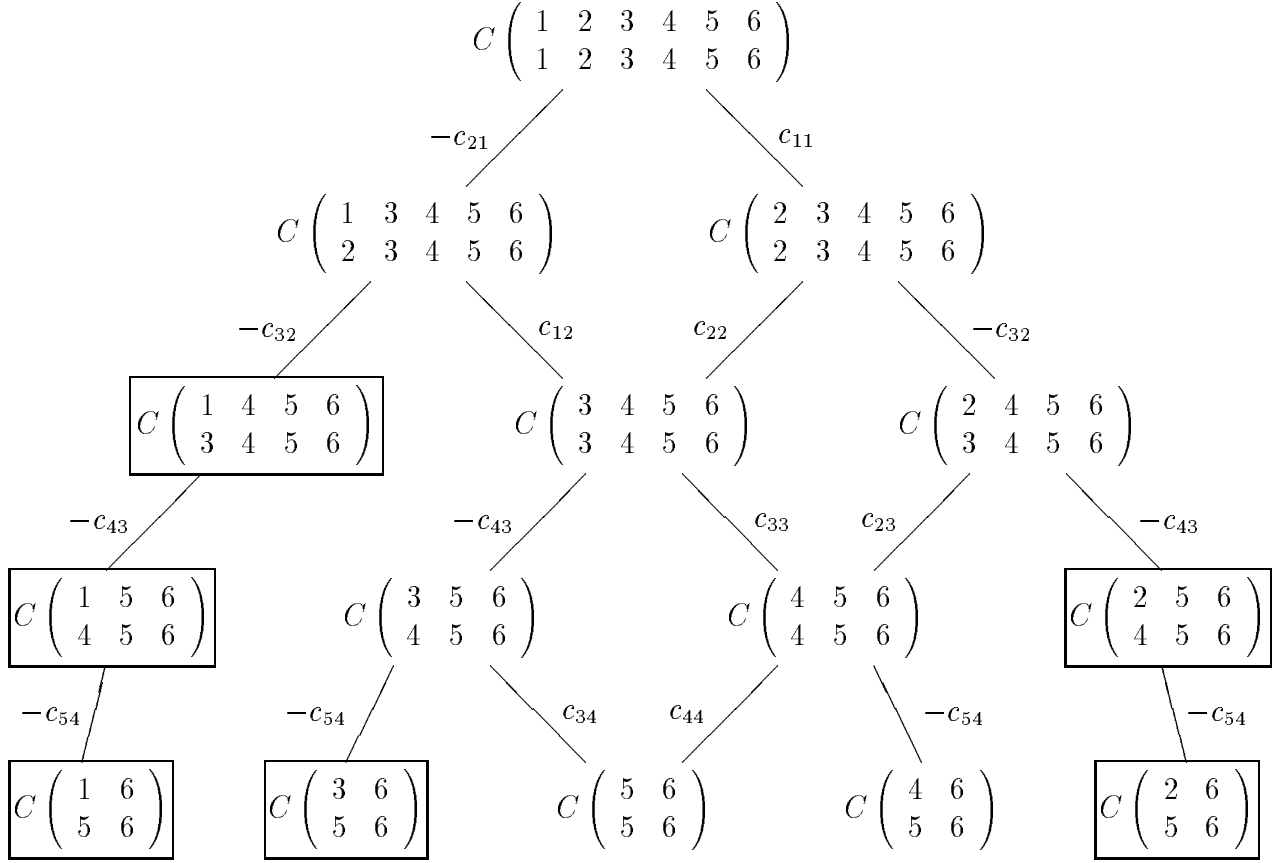 C ( 1 2 3 4 5 6 )
1 2 3 4 5 6
−c₂₁ c₁₁
C ( 1 3 4 5 6 ) C ( 2 3 4 5 6 )
2 3 4 5 6 2 3 4 5 6
−c₃₂ c₁₂ c₂₂ −c₃₂
C ( 1 4 5 6 ) C ( 3 4 5 6 ) C ( 2 4 5 6 )
3 4 5 6 3 4 5 6 3 4 5 6
−c₄₃ −c₄₃ c₃₃ c₂₃ −c₄₃
C ( 1 5 6 ) C ( 3 5 6 ) C ( 4 5 6 ) C ( 2 5 6 )
4 5 6 4 5 6 4 5 6 4 5 6
−c₅₄ −c₅₄ c₃₄ c₄₄ −c₅₄ −c₅₄
C ( 1 6 ) C ( 3 6 ) C ( 5 6 ) C ( 4 6 ) C ( 2 6 )
5 6 5 6 5 6 5 6 5 6